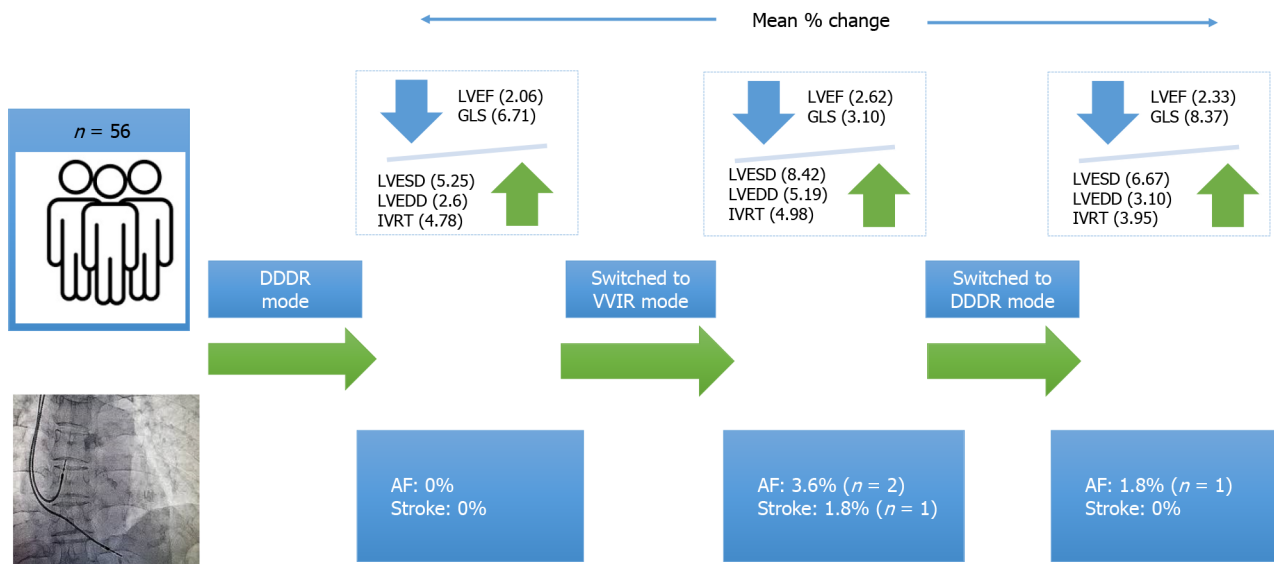 Mean % change
LVEF (2.06)
GLS (6.71)
LVESD (5.25)
LVEDD (2.6)
IVRT (4.78)
LVEF (2.62)
GLS (3.10)
LVESD (8.42)
LVEDD (5.19)
IVRT (4.98)
LVEF (2.33)
GLS (8.37)
LVESD (6.67)
LVEDD (3.10)
IVRT (3.95)
n = 56
DDDR
mode
Switched to
VVIR mode
Switched to
DDDR mode
AF: 0%
Stroke: 0%
AF: 3.6% (n = 2)
Stroke: 1.8% (n = 1)
AF: 1.8% (n = 1)
Stroke: 0%